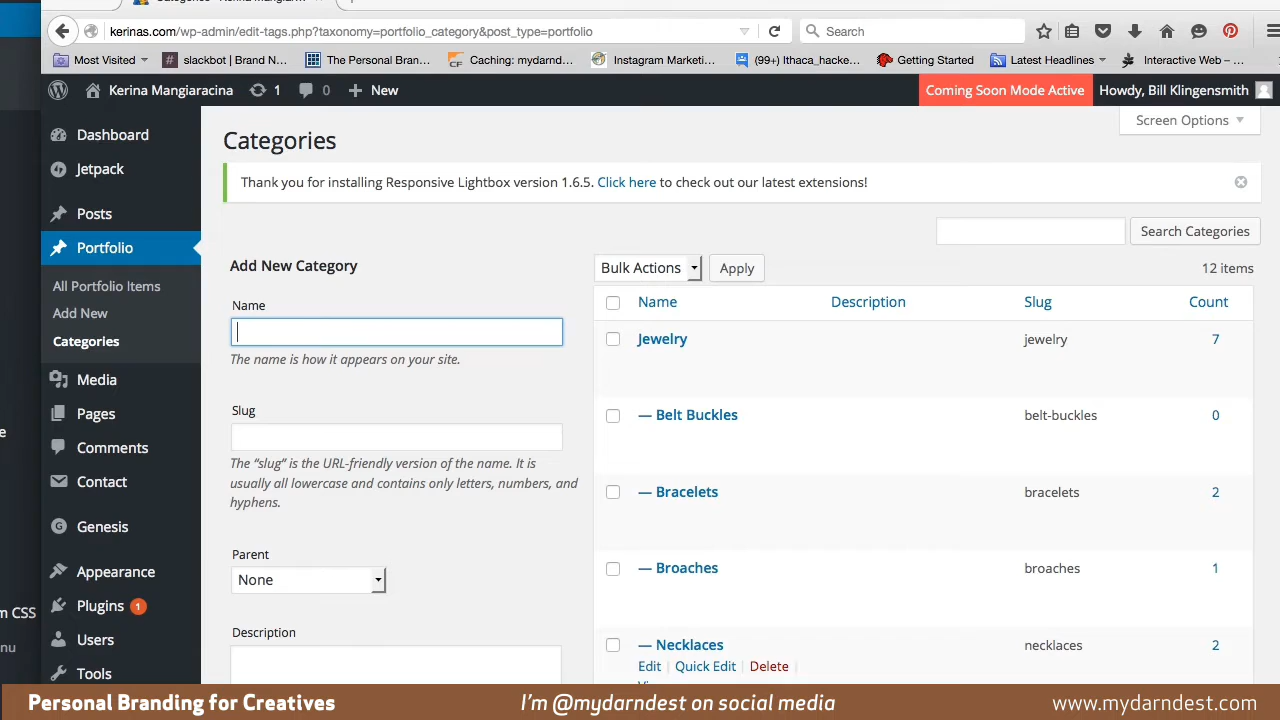 Categories - Kerina Mangiarac
kerinas.com/wp-admin/edit-tags.php?taxonomy=portfolio_category&post_type=portfolio
Search
Most Visited
slackbot | Brand N...
The Personal Bran...
Caching: mydarnd...
Instagram Marketi...
(99+) Ithaca_hacke...
Getting Started
Latest Headlines
Interactive Web – ...
Kerina Mangiaracina
1
0
New
Coming Soon Mode Active
Howdy, Bill Klingensmith
Dashboard
Jetpack
Posts
Portfolio
All Portfolio Items
Add New
Categories
Media
Pages
Comments
Contact
Genesis
Appearance
Plugins 1
Users
Tools
e
m CSS
nu
Screen Options
Categories
Thank you for installing Responsive Lightbox version 1.6.5. Click here to check out our latest extensions!
Search Categories
Add New Category
Name
The name is how it appears on your site.
Slug
The “slug” is the URL-friendly version of the name. It is
usually all lowercase and contains only letters, numbers, and
hyphens.
Parent
None
Description
Bulk Actions
Apply
12 items
Name Description Slug Count
Jewelry jewelry 7
— Belt Buckles belt-buckles 0
— Bracelets bracelets 2
— Broaches broaches 1
— Necklaces necklaces 2
Edit | Quick Edit | Delete |
Personal Branding for Creatives
I’m @mydarndest on social media
www.mydarndest.com